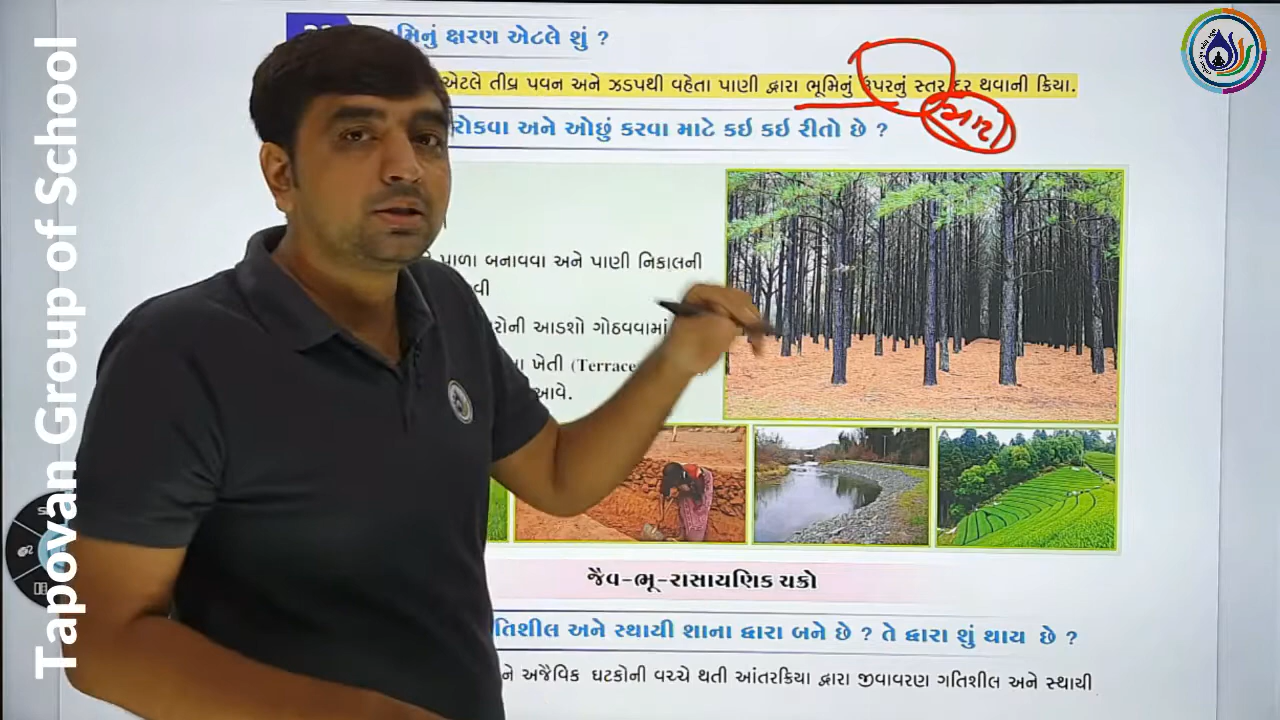 ક્ષરણ એટલે શું ?
એટલે તીવ્ર પવન અને ઝડપથી વહેતા પાણી દ્વારા ભૂમિનું ઉપરનું સ્તર દૂર થવાની ક્રિયા.
રોકવા અને ઓછું કરવા માટે કઇ કઇ રીતો છે ?
પાળા બનાવવા અને પાણી નિકાલની
આડશો ગોઠવવામાં
ખેતી (Terrace
આવે.
જૈવ-ભૂ-રાસાયણિક ચક્રો
અને સ્થાયી શાના દ્વારા બને છે ? તે દ્વારા શું થાય છે ?
અજૈવિક ઘટકોની વચ્ચે થતી આંતરક્રિયા દ્વારા જીવાવરણ ગતિશીલ અને સ્થાયી
Tapovan Group of School